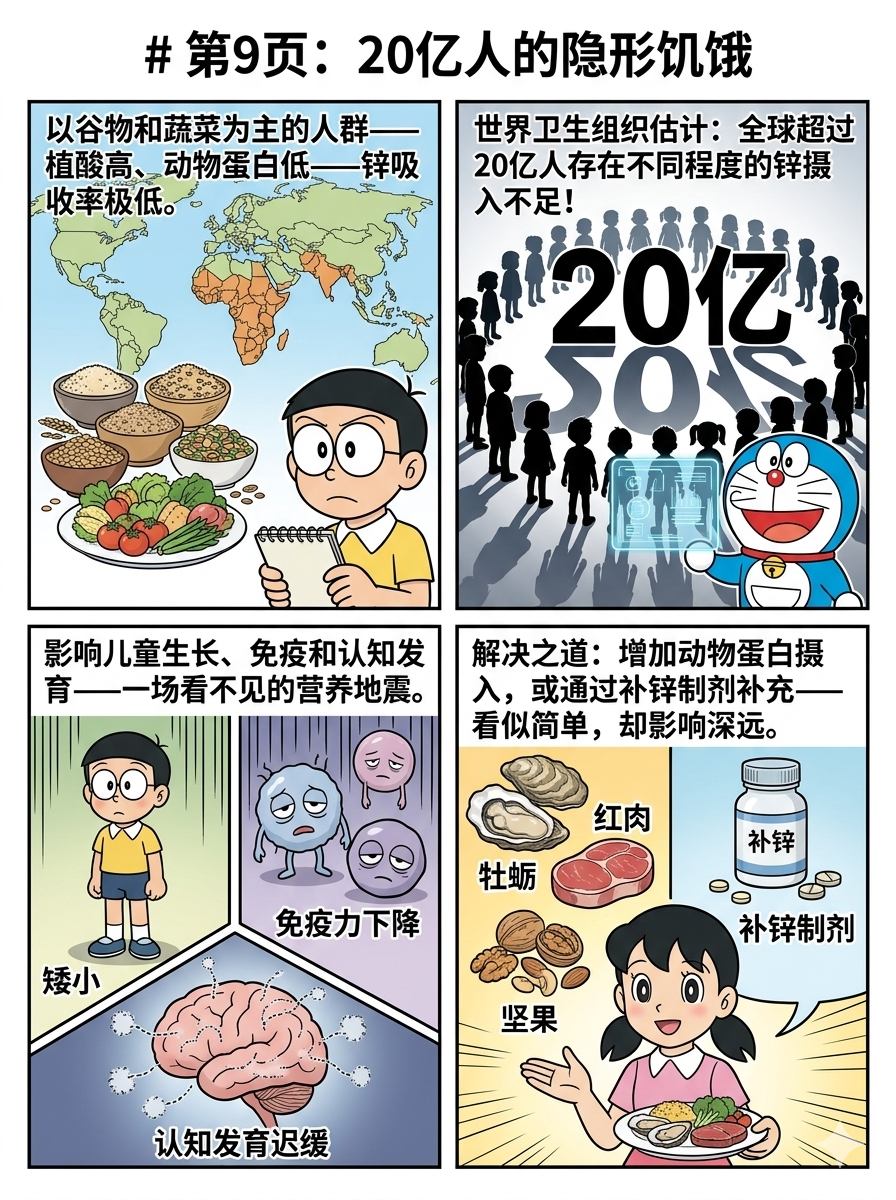 # 第9页：20亿人的隐形饥饿
以谷物和蔬菜为主的人群——
植酸高、动物蛋白低——锌吸
收率极低。
世界卫生组织估计：全球超过
20亿人存在不同程度的锌摄
入不足！
20亿
影响儿童生长、免疫和认知发
育——一场看不见的营养地震。
矮小
免疫力下降
认知发育迟缓
解决之道：增加动物蛋白摄
入，或通过补锌制剂补充——
看似简单，却影响深远。
红肉
牡蛎
坚果
补锌
补锌制剂